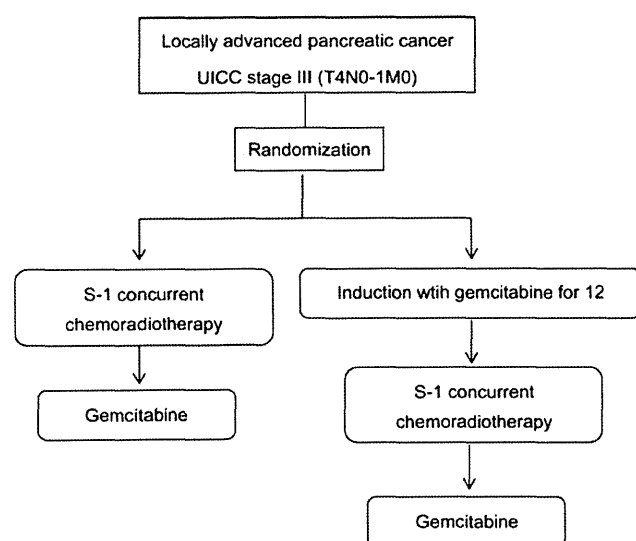 Locally advanced pancreatic cancer
UICC stage III (T4N0-1M0)
Randomization
S-1 concurrent
chemoradiotherapy
Gemcitabine
Induction wtih gemcitabine for 12
S-1 concurrent
chemoradiotherapy
Gemcitabine